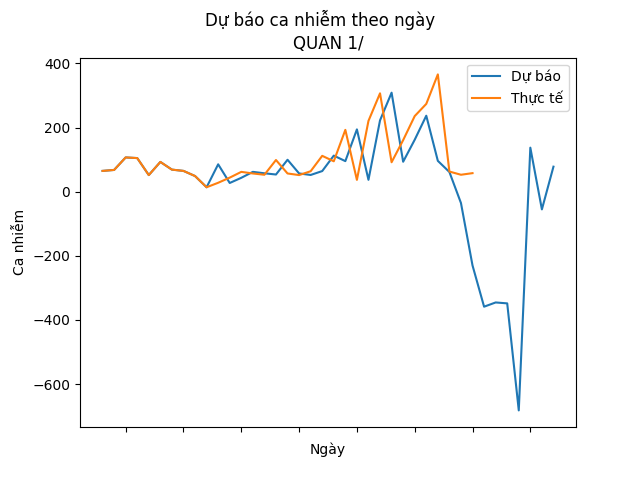 Dự báo ca nhiễm theo ngày
QUAN 1/
400
200
0
−200
−400
−600
Ca nhiễm
Ngày
Dự báo
Thực tế